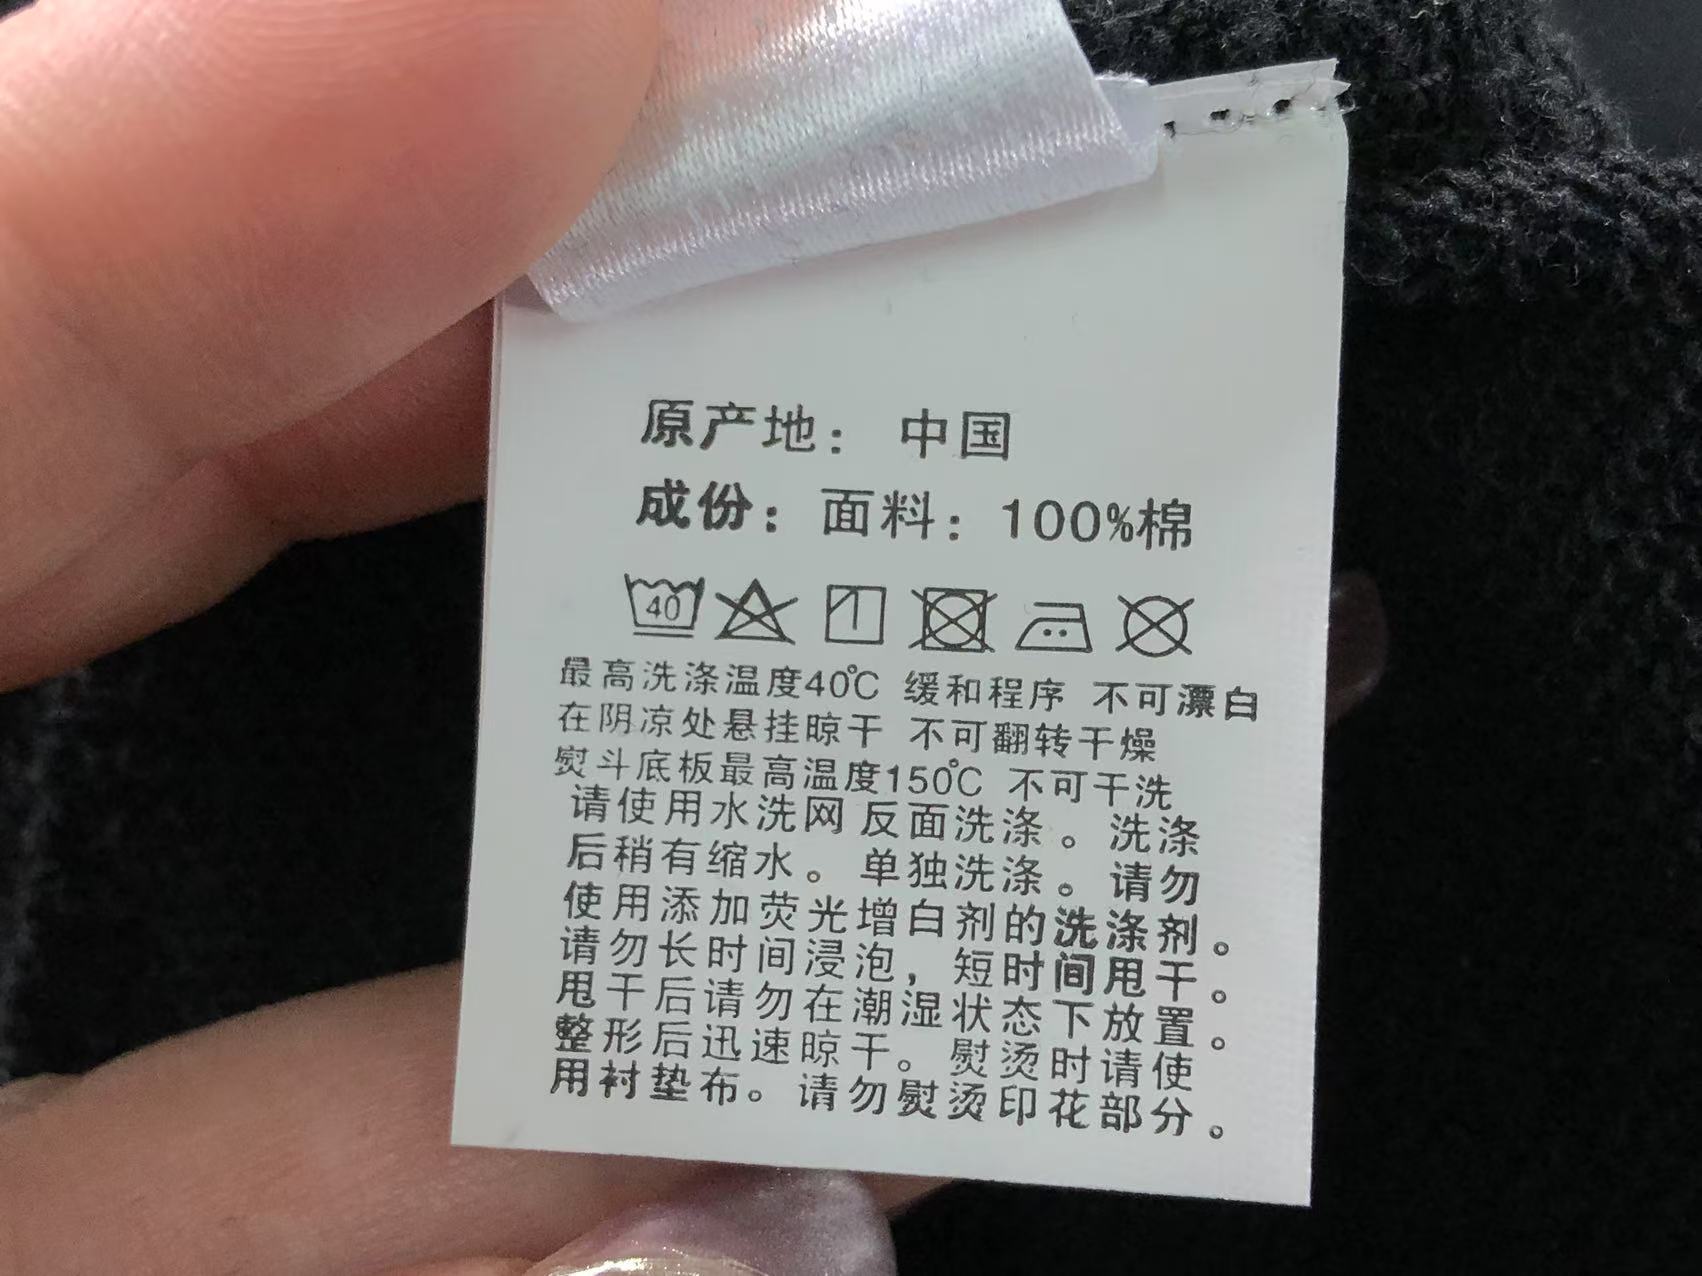 原产地： 中国
成份：面料：100%棉
40
最高洗涤温度40℃ 缓和程序 不可漂白
在阴凉处悬挂晾干 不可翻转干燥
熨斗底板最高温度150℃ 不可干洗
请使用水洗网反面洗涤。洗涤
后稍有缩水。单独洗涤。请勿
使用添加荧光增白剂的洗涤剂。
请勿长时间浸泡，短时间甩干。
甩干后请勿在潮湿状态下放置。
整形后迅速晾干。熨烫时请使
用衬垫布。请勿熨烫印花部分。